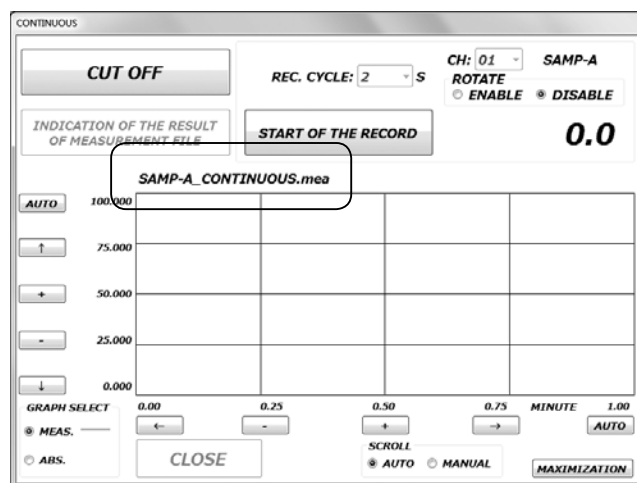 CONTINUOUS
CUT OFF
REC. CYCLE: 2 S
CH: 01 SAMP-A
ROTATE
ENABLE DISABLE
INDICATION OF THE RESULT
OF MEASUREMENT FILE
START OF THE RECORD
0.0
SAMP-A_CONTINUOUS.mea
AUTO
100.000
↑
75.000
+
50.000
-
25.000
↓
0.000
GRAPH SELECT
MEAS.
ABS.
0.00 0.25 0.50 0.75 MINUTE 1.00
← - + → AUTO
CLOSE
SCROLL
AUTO MANUAL
MAXIMIZATION